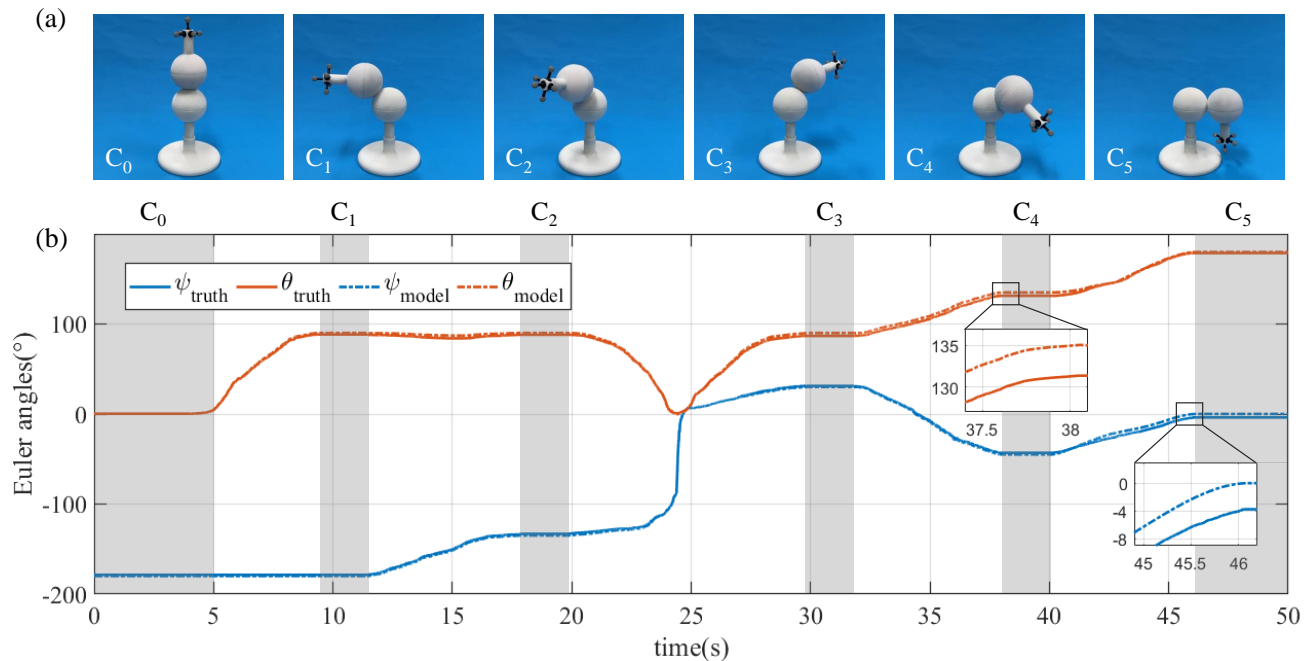 (a)
C₀ C₁ C₂ C₃ C₄ C₅
C₀ C₁ C₂ C₃ C₄ C₅
(b)
ψtruth θtruth ψmodel θmodel
Euler angles(°)
100
0
-100
-200
135
130
37.5 38
0
-4
-8
45 45.5 46
0 5 10 15 20 25 30 35 40 45 50
time(s)